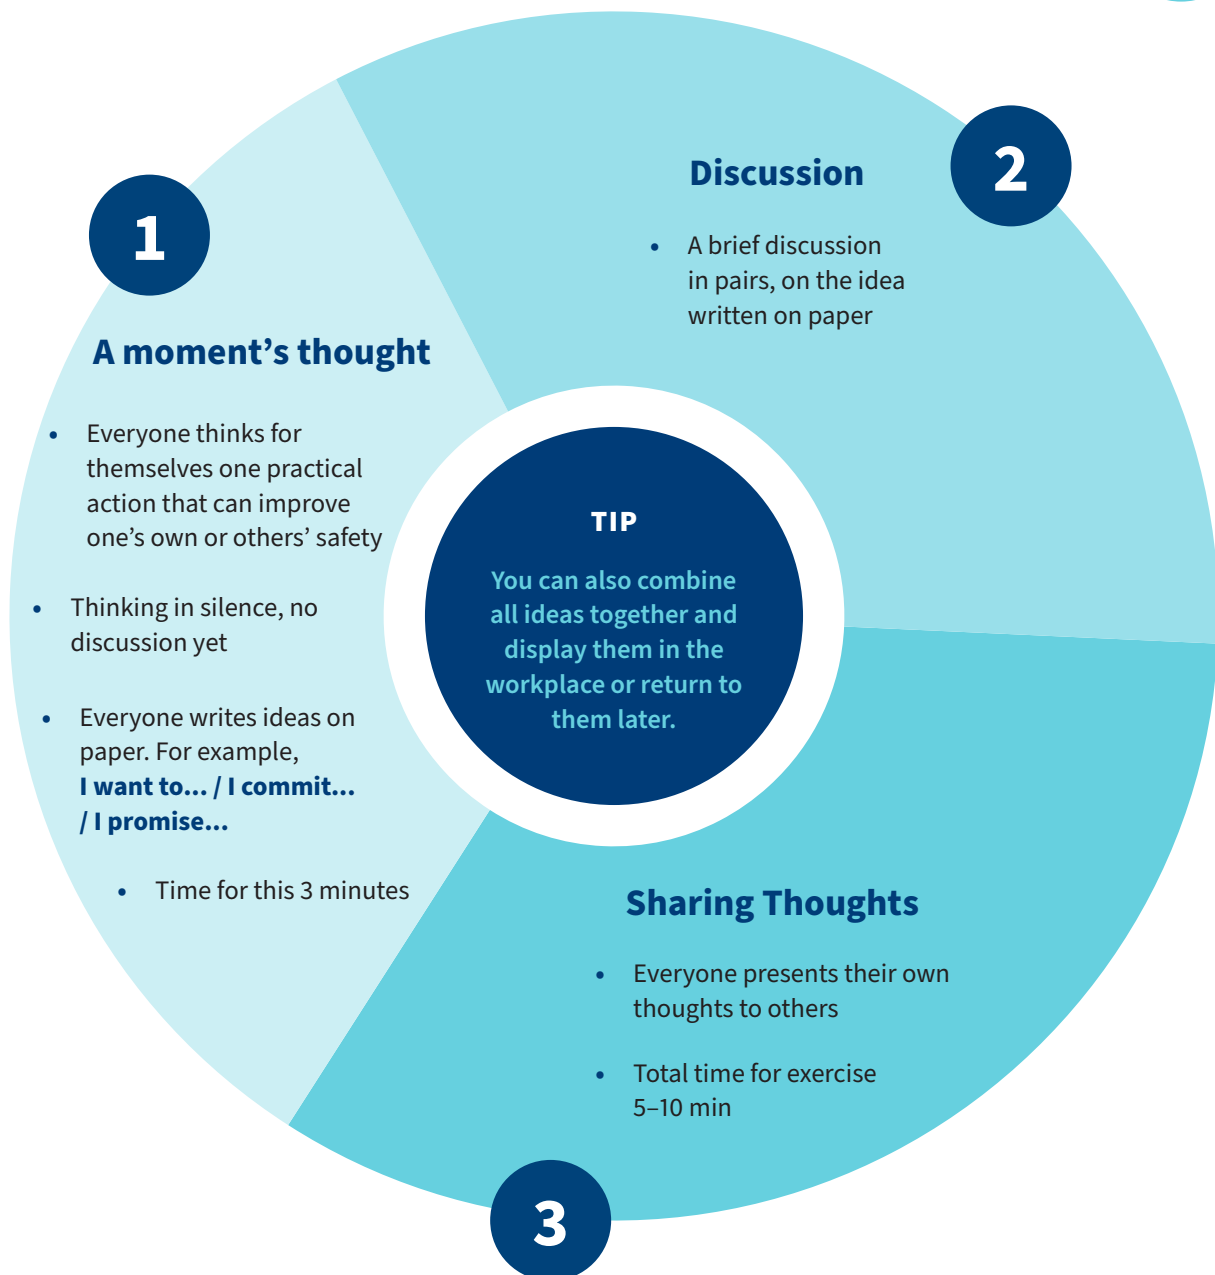 1
A moment’s thought
• Everyone thinks for
themselves one practical
action that can improve
one’s own or others’ safety
• Thinking in silence, no
discussion yet
• Everyone writes ideas on
paper. For example,
I want to... / I commit...
/ I promise...
• Time for this 3 minutes
2
Discussion
• A brief discussion
in pairs, on the idea
written on paper
3
Sharing Thoughts
• Everyone presents their own
thoughts to others
• Total time for exercise
5–10 min
TIP
You can also combine
all ideas together and
display them in the
workplace or return to
them later.